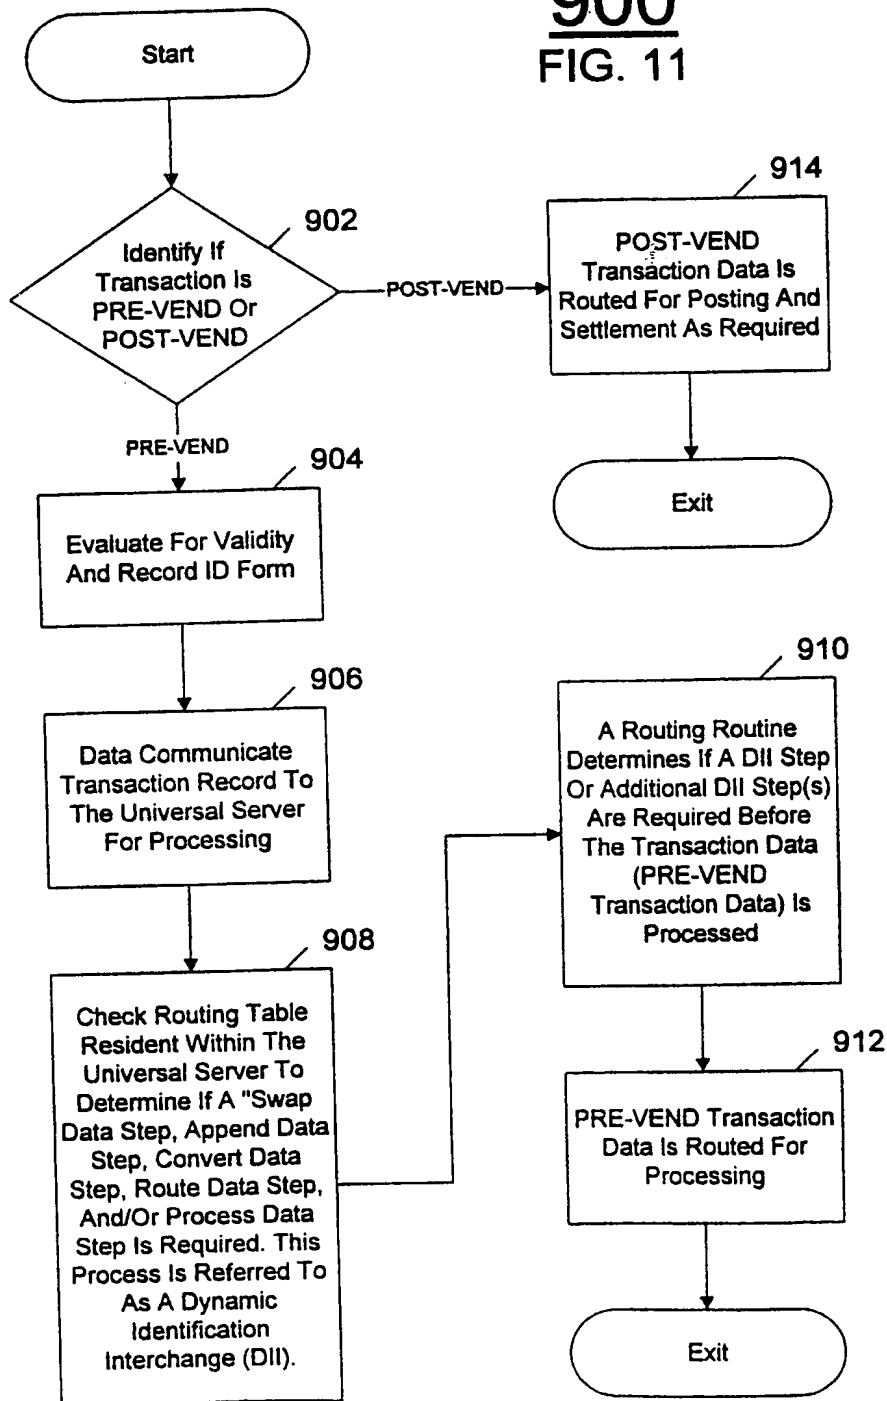 900
FIG. 11
Start
902
Identify If
Transaction Is
PRE-VEND Or
POST-VEND
POST-VEND
914
POST-VEND
Transaction Data Is
Routed For Posting And
Settlement As Required
Exit
PRE-VEND
904
Evaluate For Validity
And Record ID Form
906
Data Communicate
Transaction Record To
The Universal Server
For Processing
908
Check Routing Table
Resident Within The
Universal Server To
Determine If A "Swap
Data Step, Append Data
Step, Convert Data
Step, Route Data Step,
And/Or Process Data
Step Is Required. This
Process Is Referred To
As A Dynamic
Identification
Interchange (DII).
910
A Routing Routine
Determines If A DII Step
Or Additional DII Step(s)
Are Required Before
The Transaction Data
(PRE-VEND
Transaction Data) Is
Processed
912
PRE-VEND Transaction
Data Is Routed For
Processing
Exit